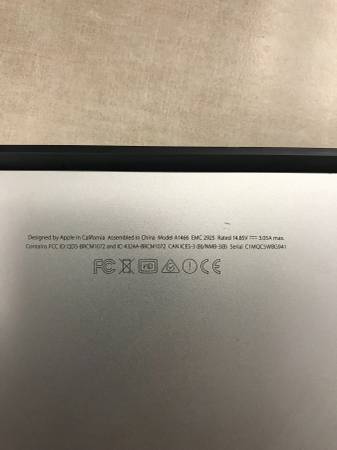 Designed by Apple in California Assembled in China Model A1466 EMC 2925 Rated 14.85V ⎓ 3.05A max.
Contains FCC ID: QDS-BRCM1072 and IC: 4324A-BRCM1072 CAN ICES-3 (B)/NMB-3(B) Serial C1MQC5WBG941
FC CE